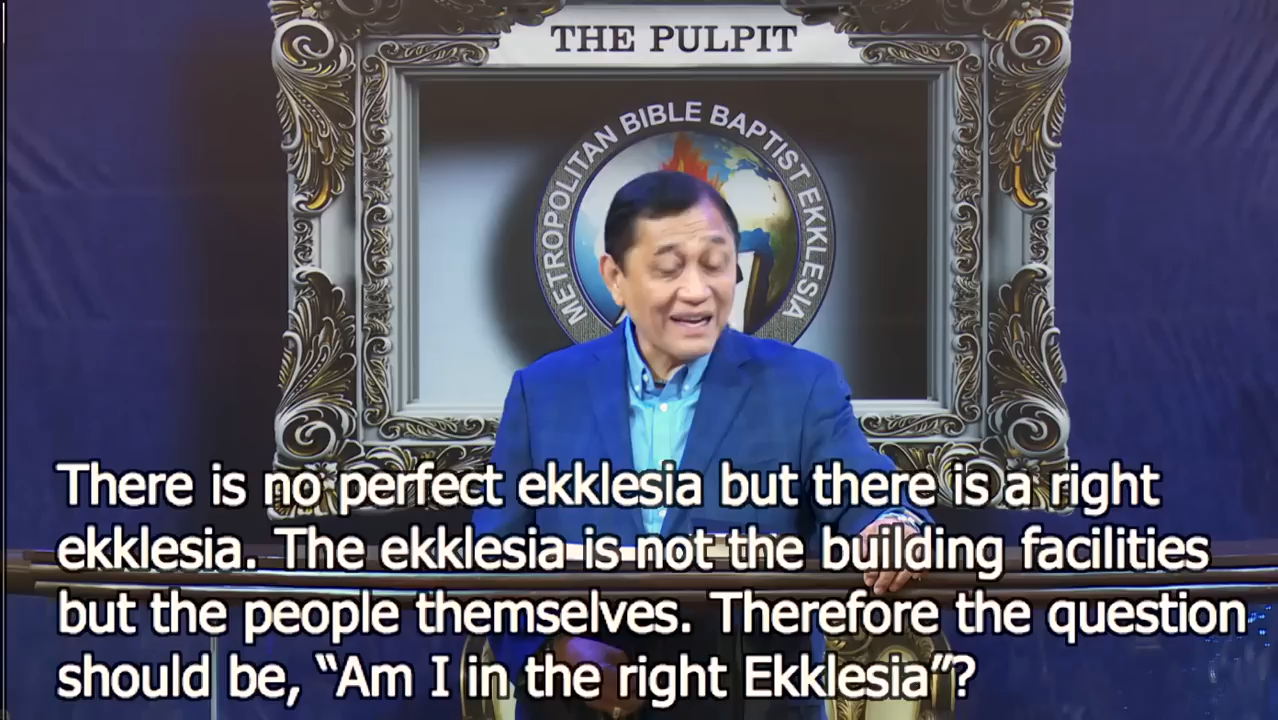 THE PULPIT
METROPOLITAN BIBLE BAPTIST EKKLESIA
There is no perfect ekklesia but there is a right
ekklesia. The ekklesia is not the building facilities
but the people themselves. Therefore the question
should be, “Am I in the right Ekklesia”?